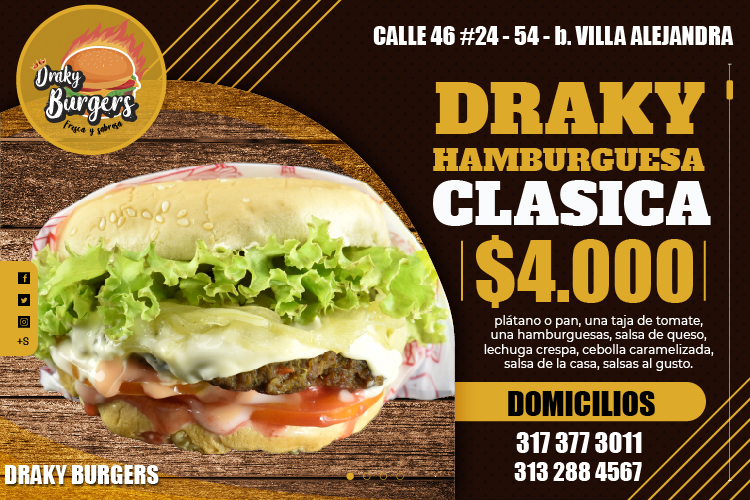 CALLE 46 #24 - 54 - b. VILLA ALEJANDRA
Draky
Burgers
Fresca y sabrosa
DRAKY
HAMBURGUESA
CLASICA
$4.000
plátano o pan, una taja de tomate,
una hamburguesas, salsa de queso,
lechuga crespa, cebolla caramelizada,
salsa de la casa, salsas al gusto.
+S
DOMICILIOS
317 377 3011
313 288 4567
DRAKY BURGERS